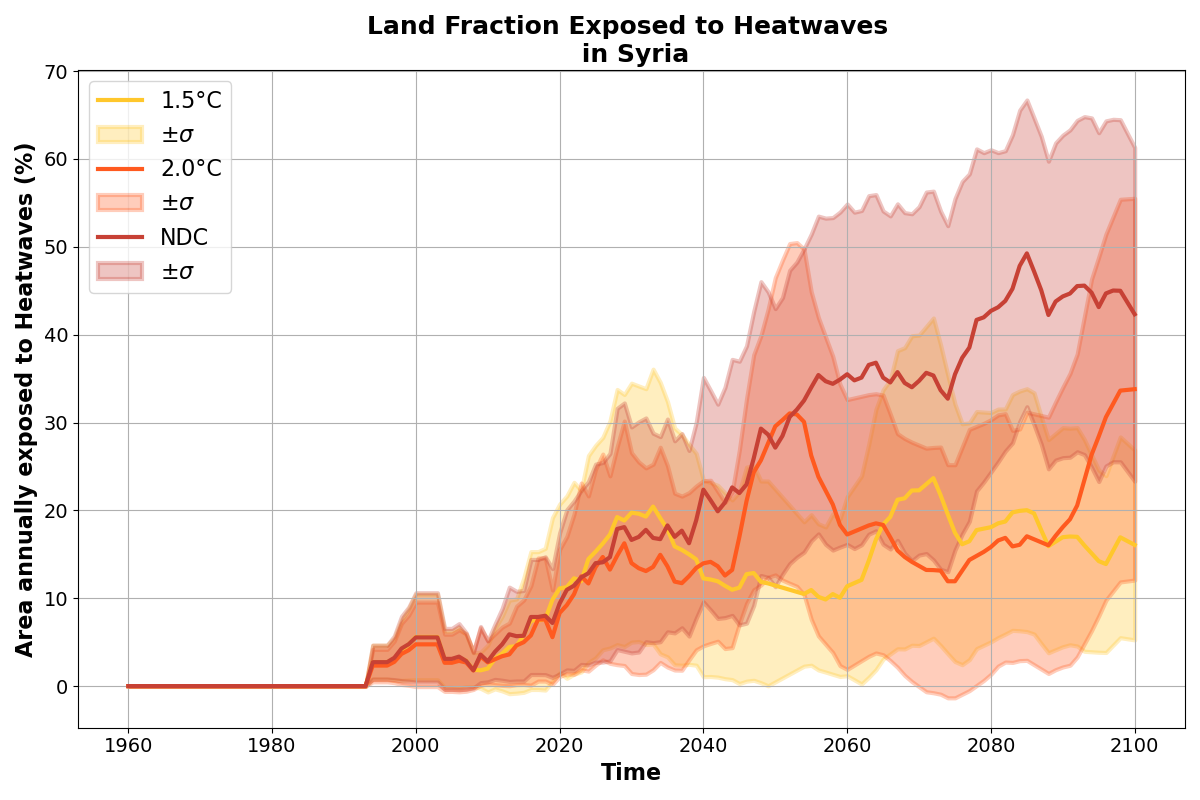 Land Fraction Exposed to Heatwaves
in Syria
Area annually exposed to Heatwaves (%)
70
60
50
40
30
20
10
0
1.5°C
±σ
2.0°C
±σ
NDC
±σ
1960
1980
2000
2020
2040
2060
2080
2100
Time